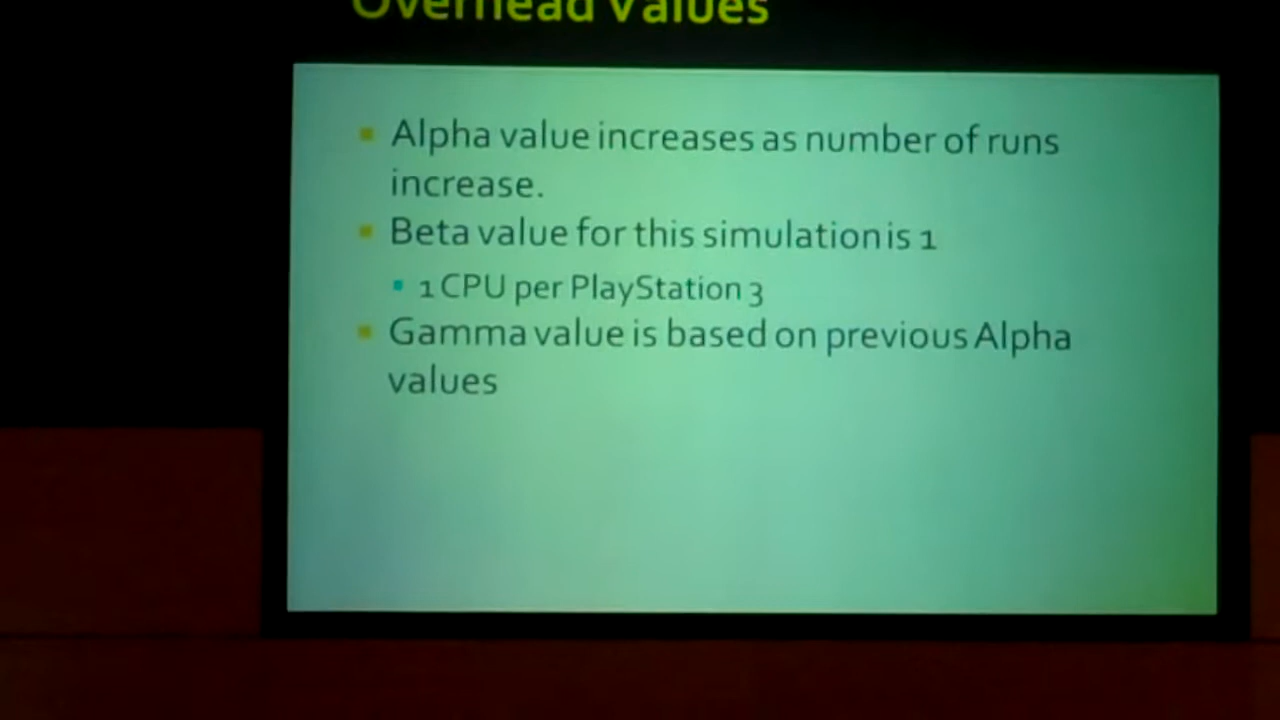 Overhead Values
Alpha value increases as number of runs
increase.
Beta value for this simulation is 1
1 CPU per PlayStation 3
Gamma value is based on previous Alpha
values